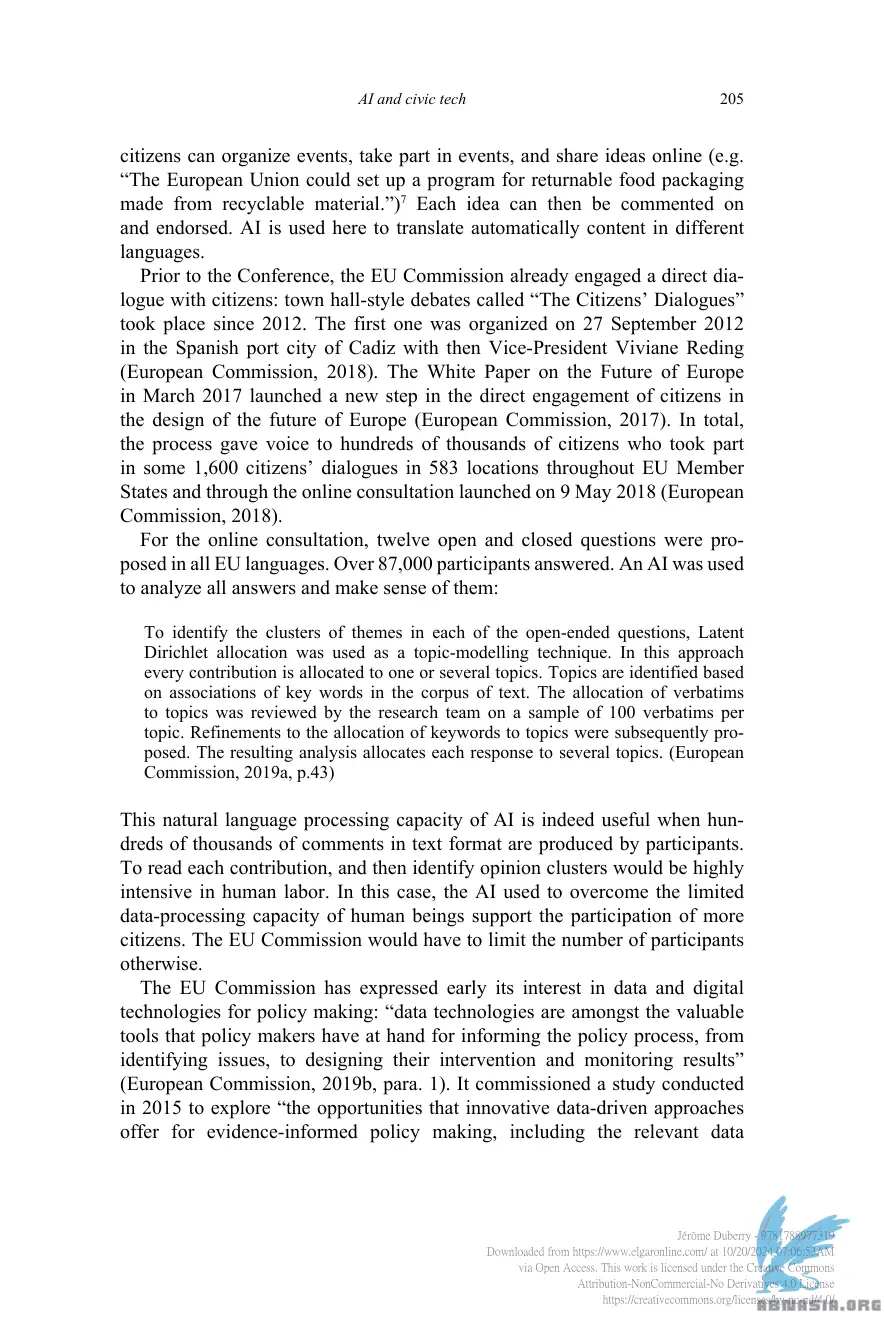 AI and civic tech 205
citizens can organize events, take part in events, and share ideas online (e.g.
“The European Union could set up a program for returnable food packaging
made from recyclable material.”)7 Each idea can then be commented on
and endorsed. AI is used here to translate automatically content in different
languages.
Prior to the Conference, the EU Commission already engaged a direct dia-
logue with citizens: town hall-style debates called “The Citizens’ Dialogues”
took place since 2012. The first one was organized on 27 September 2012
in the Spanish port city of Cadiz with then Vice-President Viviane Reding
(European Commission, 2018). The White Paper on the Future of Europe
in March 2017 launched a new step in the direct engagement of citizens in
the design of the future of Europe (European Commission, 2017). In total,
the process gave voice to hundreds of thousands of citizens who took part
in some 1,600 citizens’ dialogues in 583 locations throughout EU Member
States and through the online consultation launched on 9 May 2018 (European
Commission, 2018).
For the online consultation, twelve open and closed questions were pro-
posed in all EU languages. Over 87,000 participants answered. An AI was used
to analyze all answers and make sense of them:
To identify the clusters of themes in each of the open-ended questions, Latent
Dirichlet allocation was used as a topic-modelling technique. In this approach
every contribution is allocated to one or several topics. Topics are identified based
on associations of key words in the corpus of text. The allocation of verbatims
to topics was reviewed by the research team on a sample of 100 verbatims per
topic. Refinements to the allocation of keywords to topics were subsequently pro-
posed. The resulting analysis allocates each response to several topics. (European
Commission, 2019a, p.43)
This natural language processing capacity of AI is indeed useful when hun-
dreds of thousands of comments in text format are produced by participants.
To read each contribution, and then identify opinion clusters would be highly
intensive in human labor. In this case, the AI used to overcome the limited
data-processing capacity of human beings support the participation of more
citizens. The EU Commission would have to limit the number of participants
otherwise.
The EU Commission has expressed early its interest in data and digital
technologies for policy making: “data technologies are amongst the valuable
tools that policy makers have at hand for informing the policy process, from
identifying issues, to designing their intervention and monitoring results”
(European Commission, 2019b, para. 1). It commissioned a study conducted
in 2015 to explore “the opportunities that innovative data-driven approaches
offer for evidence-informed policy making, including the relevant data
Jérôme Duberry - 9781788977319
Downloaded from https://www.elgaronline.com/ at 10/20/2024 07:06:53AM
via Open Access. This work is licensed under the Creative Commons
Attribution-NonCommercial-No Derivatives 4.0 License
https://creativecommons.org/licenses/by-nc-nd/4.0/
ABTNASIA.ORG